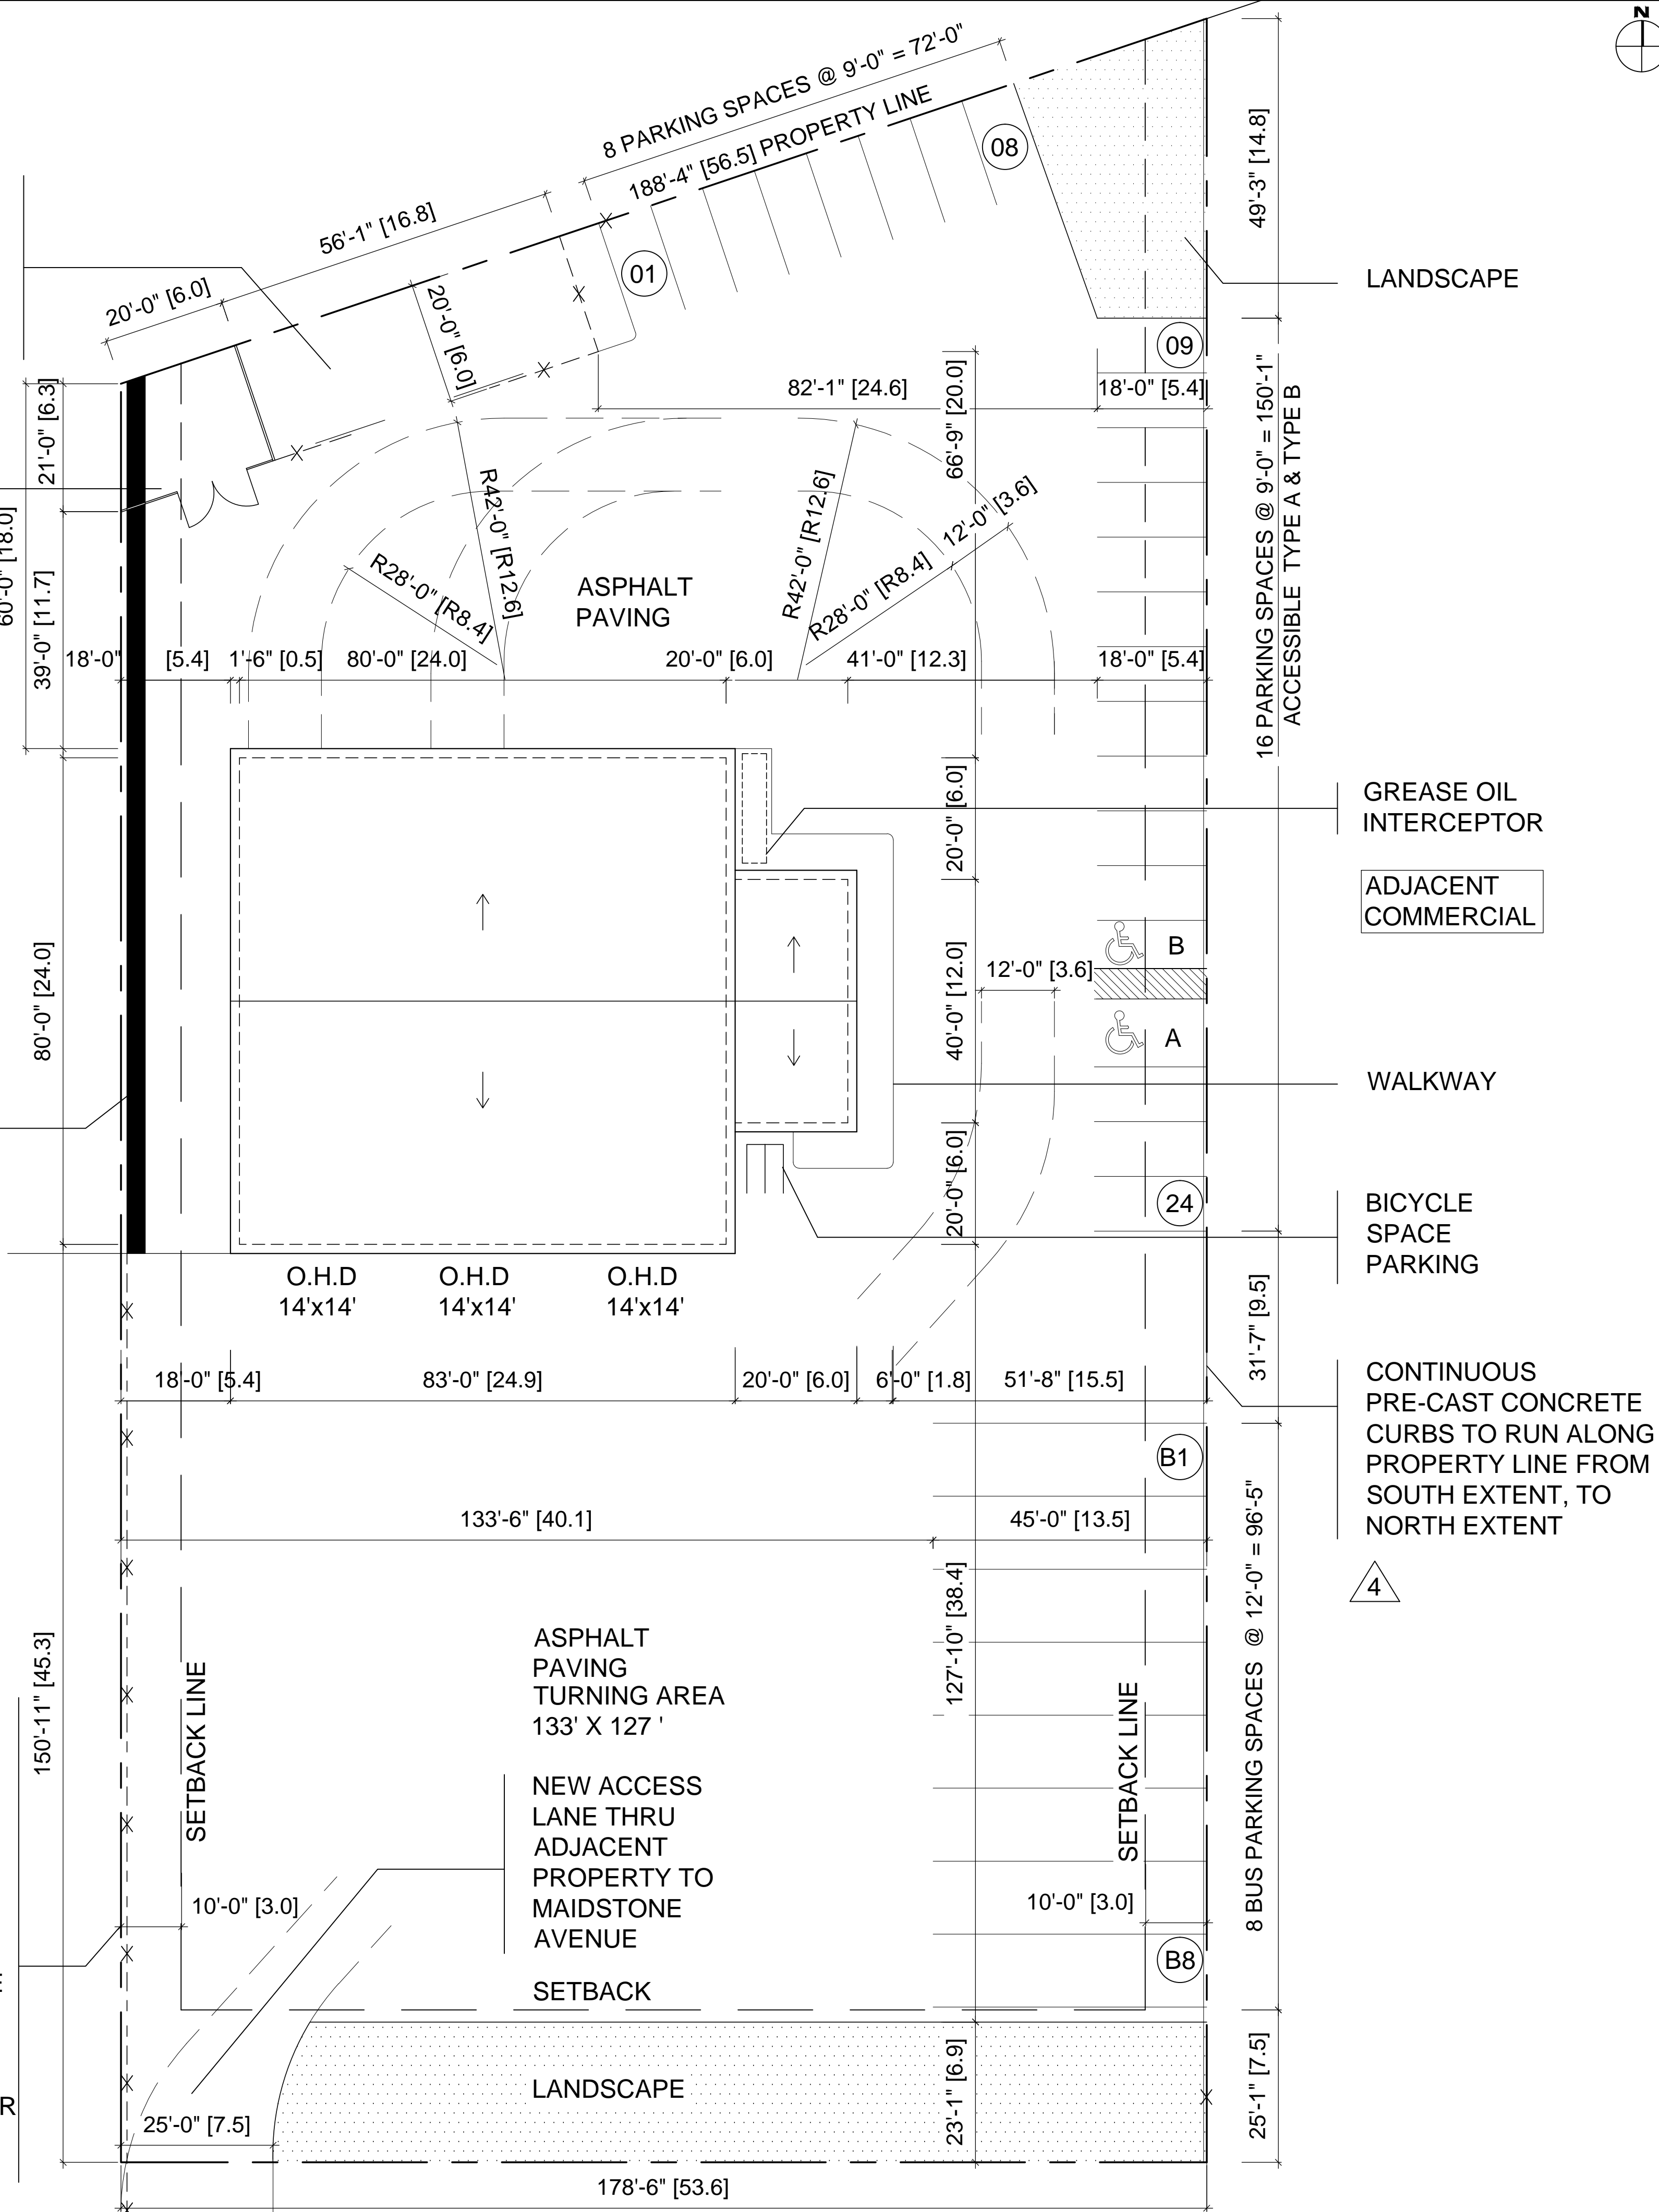 N
8 PARKING SPACES @ 9'-0" = 72'-0"
188'-4" [56.5] PROPERTY LINE
08
49'-3" [14.8]
56'-1" [16.8]
01
20'-0" [6.0]
20'-0" [6.0]
LANDSCAPE
09
21'-0" [6.3]
82'-1" [24.6]
18'-0" [5.4]
66'-9" [20.0]
16 PARKING SPACES @ 9'-0" = 150'-1"
ACCESSIBLE TYPE A & TYPE B
60'-0" [18.0]
39'-0" [11.7]
R42'-0" [R12.6]
R28'-0" [R8.4]
ASPHALT
PAVING
R42'-0" [R12.6]
R28'-0" [R8.4]
12'-0" [3.6]
18'-0" [5.4]
1'-6" [0.5]
80'-0" [24.0]
20'-0" [6.0]
41'-0" [12.3]
18'-0" [5.4]
20'-0" [6.0]
GREASE OIL
INTERCEPTOR
ADJACENT
COMMERCIAL
80'-0" [24.0]
40'-0" [12.0]
12'-0" [3.6]
B
A
WALKWAY
20'-0" [6.0]
24
BICYCLE
SPACE
PARKING
O.H.D
14'x14'
O.H.D
14'x14'
O.H.D
14'x14'
31'-7" [9.5]
18'-0" [5.4]
83'-0" [24.9]
20'-0" [6.0]
6'-0" [1.8]
51'-8" [15.5]
CONTINUOUS
PRE-CAST CONCRETE
CURBS TO RUN ALONG
PROPERTY LINE FROM
SOUTH EXTENT, TO
NORTH EXTENT
4
B1
133'-6" [40.1]
45'-0" [13.5]
127'-10" [38.4]
8 BUS PARKING SPACES @ 12'-0" = 96'-5"
150'-11" [45.3]
SETBACK LINE
ASPHALT
PAVING
TURNING AREA
133' X 127 '
SETBACK LINE
NEW ACCESS
LANE THRU
ADJACENT
PROPERTY TO
MAIDSTONE
AVENUE
10'-0" [3.0]
10'-0" [3.0]
B8
SETBACK
LANDSCAPE
23'-1" [6.9]
25'-1" [7.5]
R
25'-0" [7.5]
178'-6" [53.6]